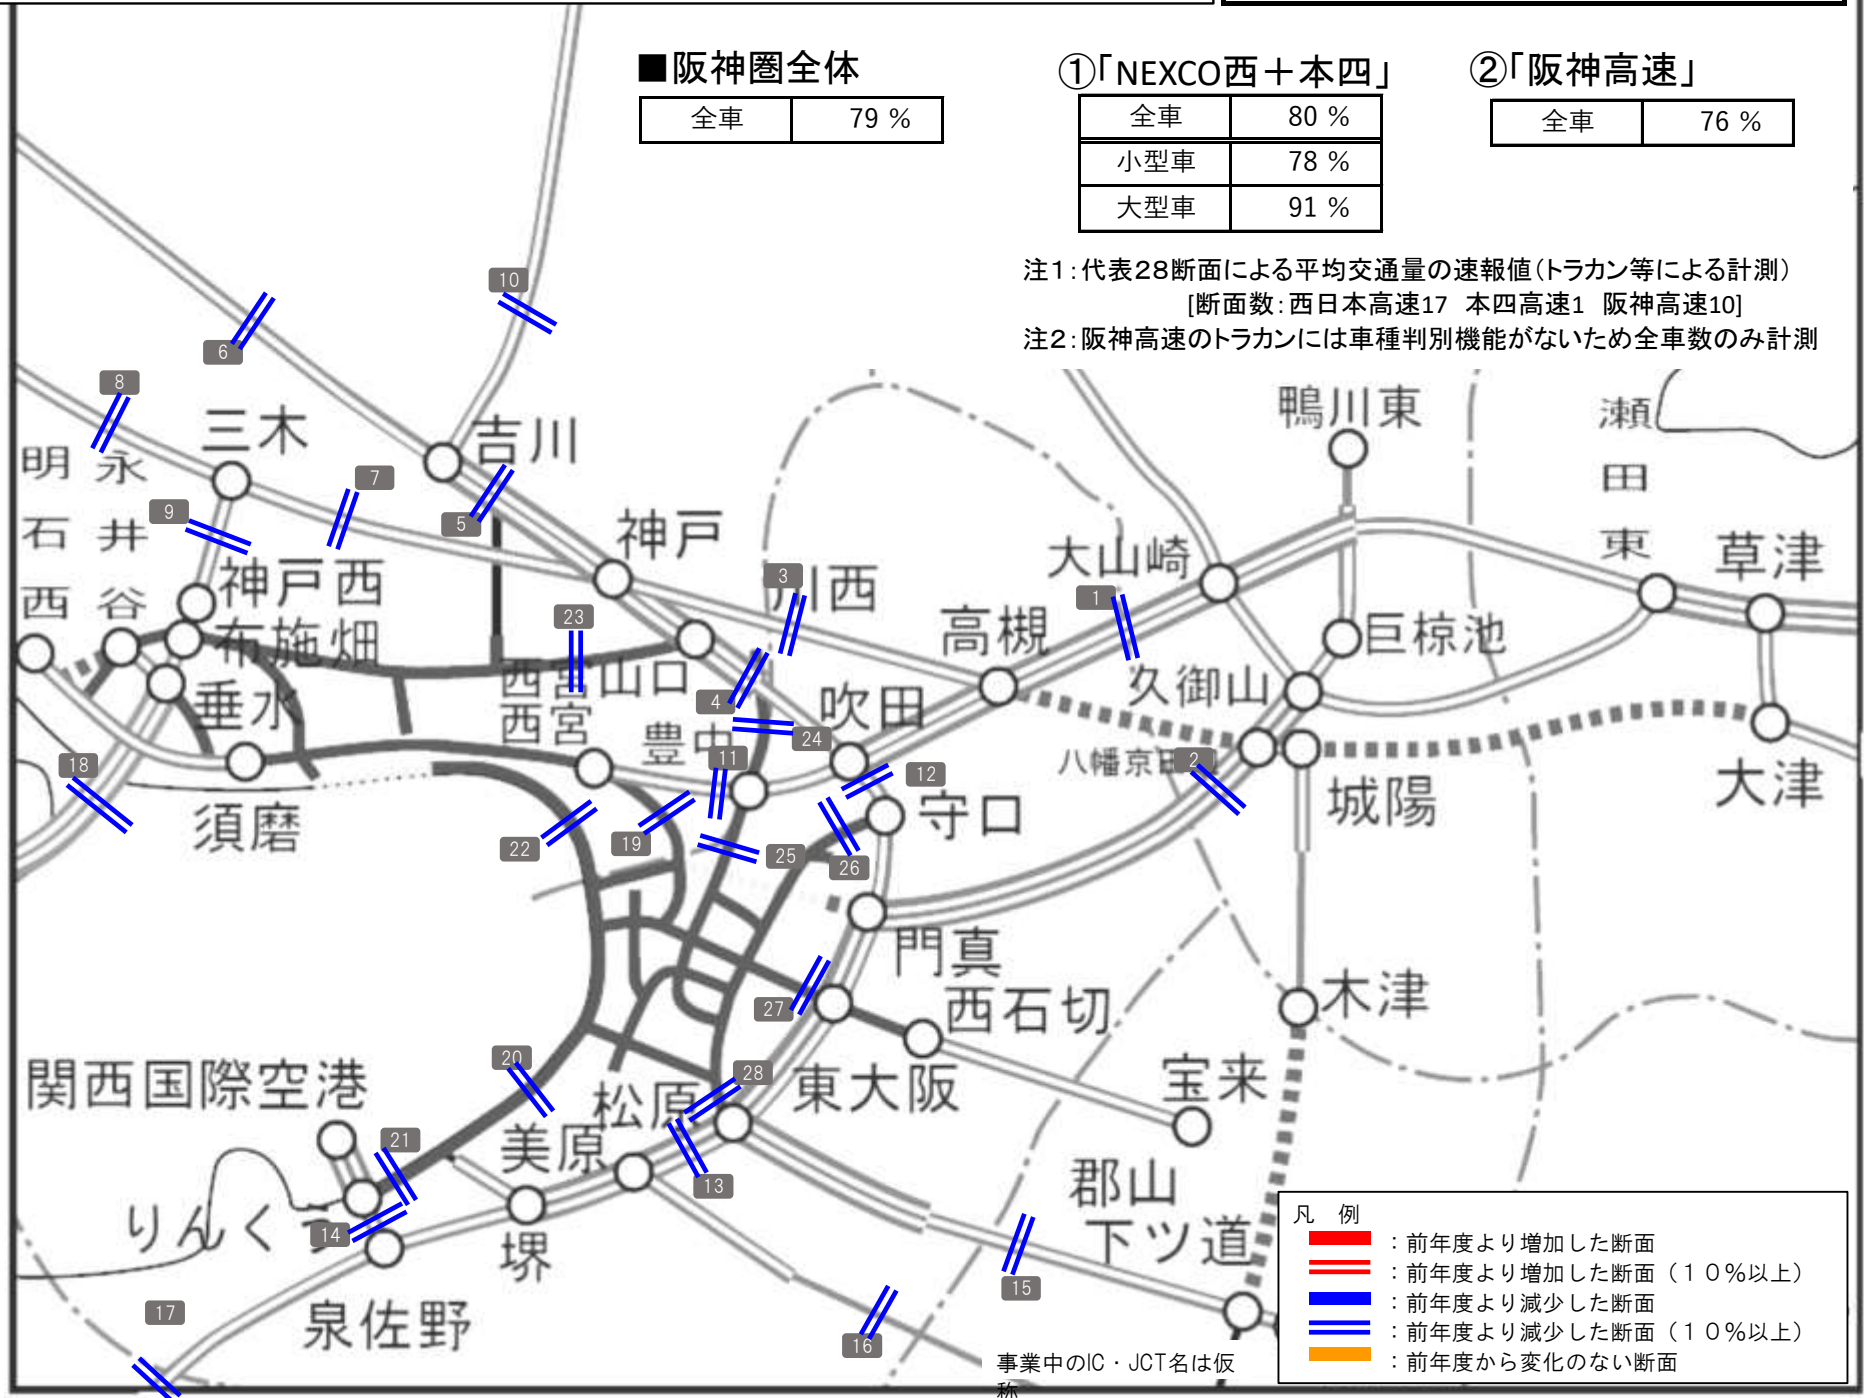 ■阪神圏全体
全車 79 %
①「NEXCO西＋本四」
全車 80 %
小型車 78 %
大型車 91 %
②「阪神高速」
全車 76 %
注１：代表２８断面による平均交通量の速報値（トラカン等による計測）
[断面数：西日本高速17 本四高速1 阪神高速10]
注２：阪神高速のトラカンには車種判別機能がないため全車数のみ計測
10
6
8
三木
吉川
鴨川東
瀬田東
明石西
永井谷
7
9
5
神戸
大山崎
草津
神戸西
3
川西
1
23
高槻
巨椋池
布施畑
西宮山口
久御山
垂水
4
吹田
西宮
豊中
24
11
八幡京田
2
18
12
城陽
大津
須磨
守口
22
19
25
26
門真
27
西石切
木津
関西国際空港
20
松原
28
東大阪
宝来
21
美原
13
郡山
下ツ道
りんくう
14
堺
15
17
泉佐野
16
事業中のIC・JCT名は仮
称
凡 例
：前年度より増加した断面
：前年度より増加した断面（１０％以上）
：前年度より減少した断面
：前年度より減少した断面（１０％以上）
：前年度から変化のない断面